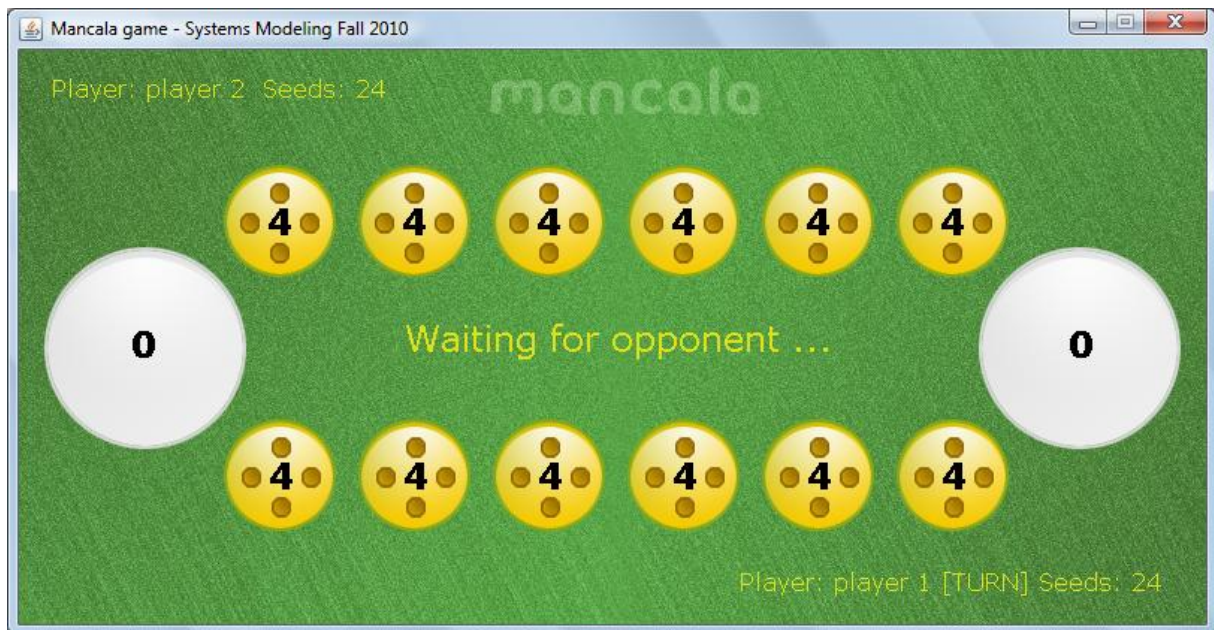 Mancala game - Systems Modeling Fall 2010
Player: player 2 Seeds: 24
mancala
4 4 4 4 4 4
0
Waiting for opponent ...
0
4 4 4 4 4 4
Player: player 1 [TURN] Seeds: 24